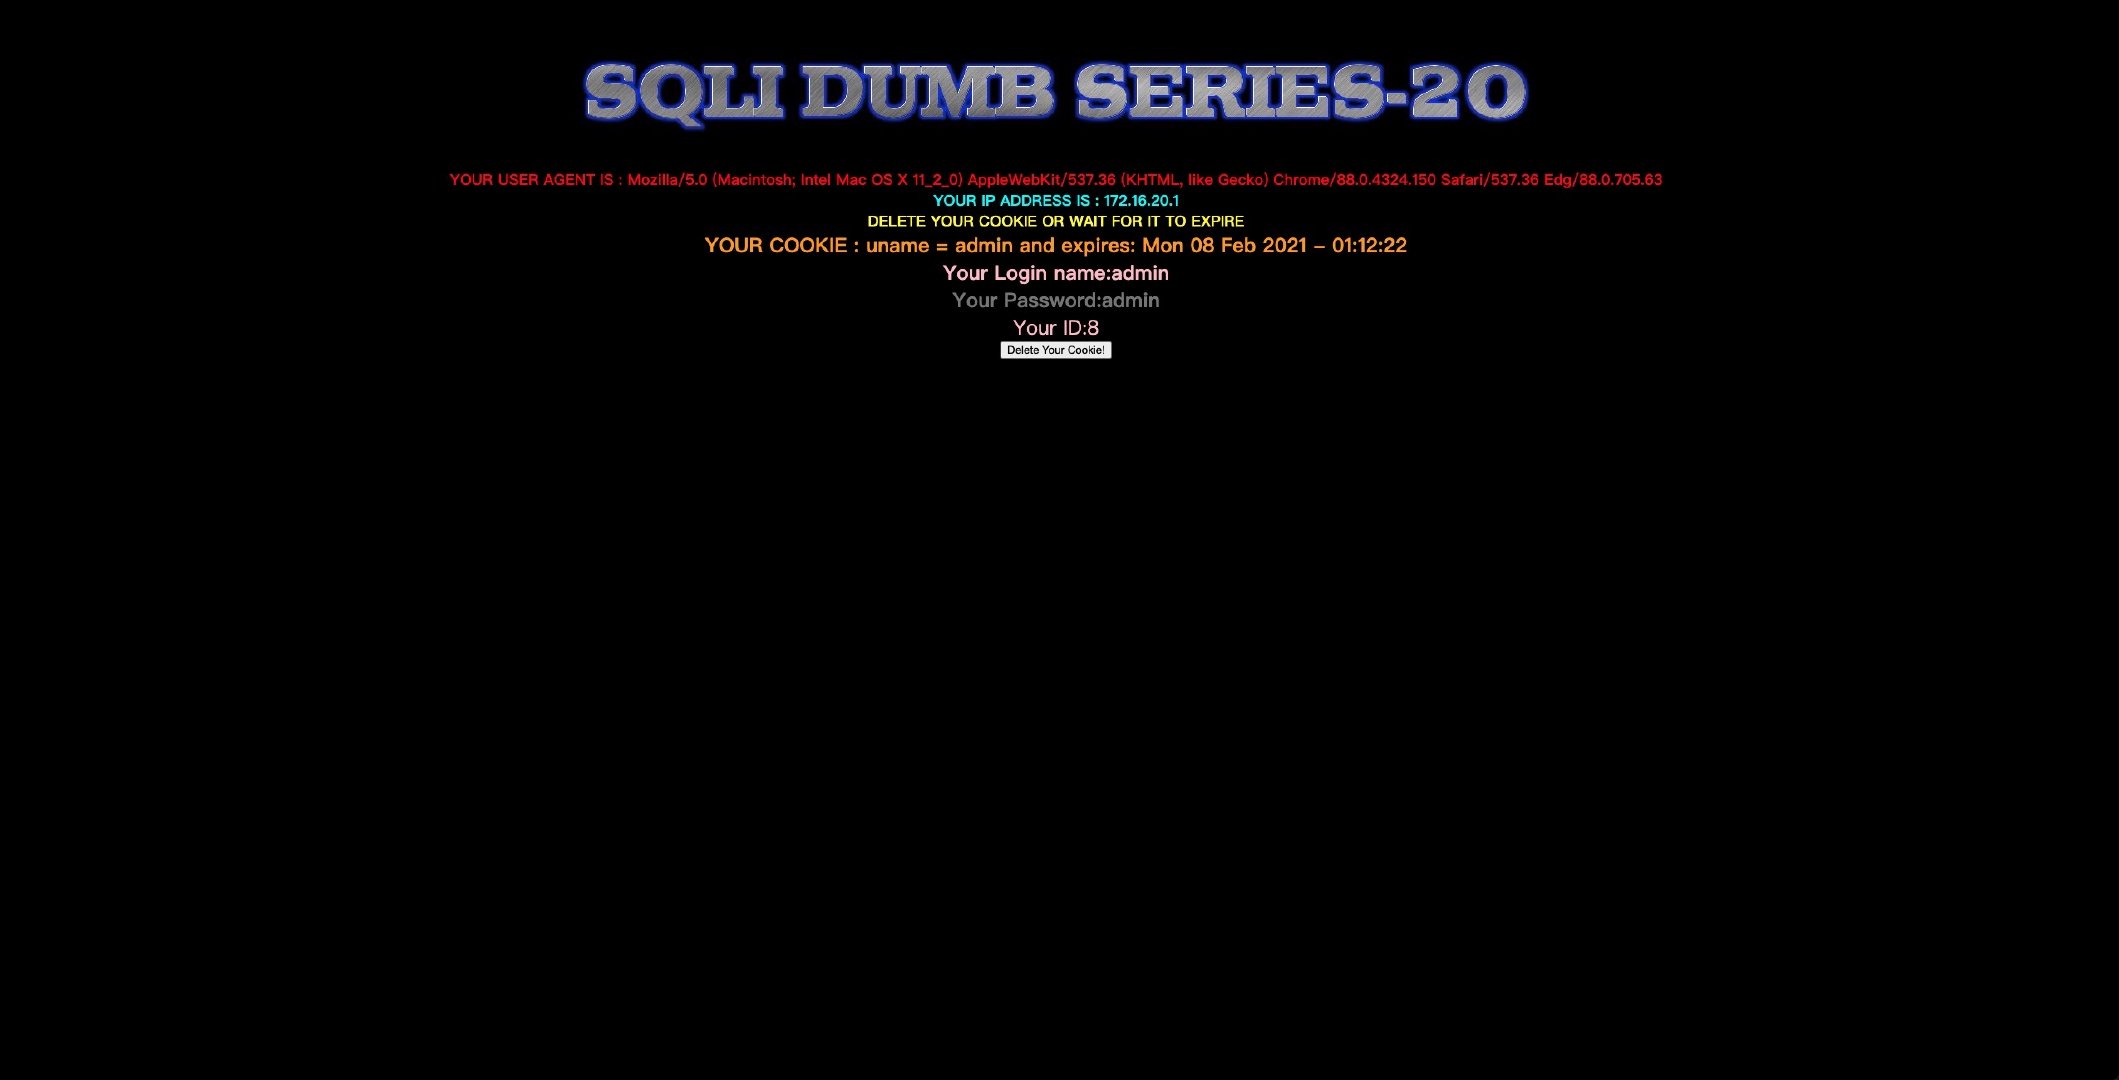 SQLI DUMB SERIES-20
YOUR USER AGENT IS : Mozilla/5.0 (Macintosh; Intel Mac OS X 11_2_0) AppleWebKit/537.36 (KHTML, like Gecko) Chrome/88.0.4324.150 Safari/537.36 Edg/88.0.705.63
YOUR IP ADDRESS IS : 172.16.20.1
DELETE YOUR COOKIE OR WAIT FOR IT TO EXPIRE
YOUR COOKIE : uname = admin and expires: Mon 08 Feb 2021 - 01:12:22
Your Login name:admin
Your Password:admin
Your ID:8
Delete Your Cookie!